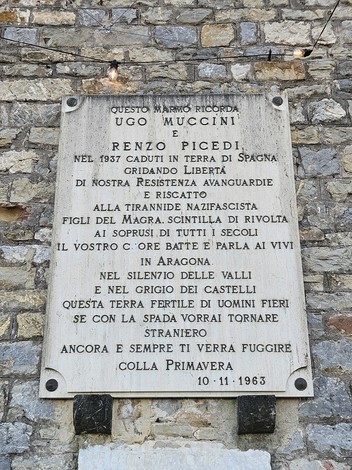 QUESTO MARMO RICORDA
UGO MUCCINI
E
RENZO PICEDI
NEL 1937 CADUTI IN TERRA DI SPAGNA
GRIDANDO LIBERTÁ
DI NOSTRA RESISTENZA AVANGUARDIE
E RISCATTO
ALLA TIRANNIDE NAZIFASCISTA
FIGLI DEL MAGRA, SCINTILLA DI RIVOLTA
AI SOPRUSI DI TUTTI I SECOLI
IL VOSTRO C ORE BATTE E PARLA AI VIVI
IN ARAGONA
NEL SILENZIO DELLE VALLI
E NEL GRIGIO DEI CASTELLI
QUESTA TERRA FERTILE DI UOMINI FIERI
SE CON LA SPADA VORRAI TORNARE
STRANIERO
ANCORA E SEMPRE TI VERRA FUGGIRE
COLLA PRIMAVERA
10-11-1963